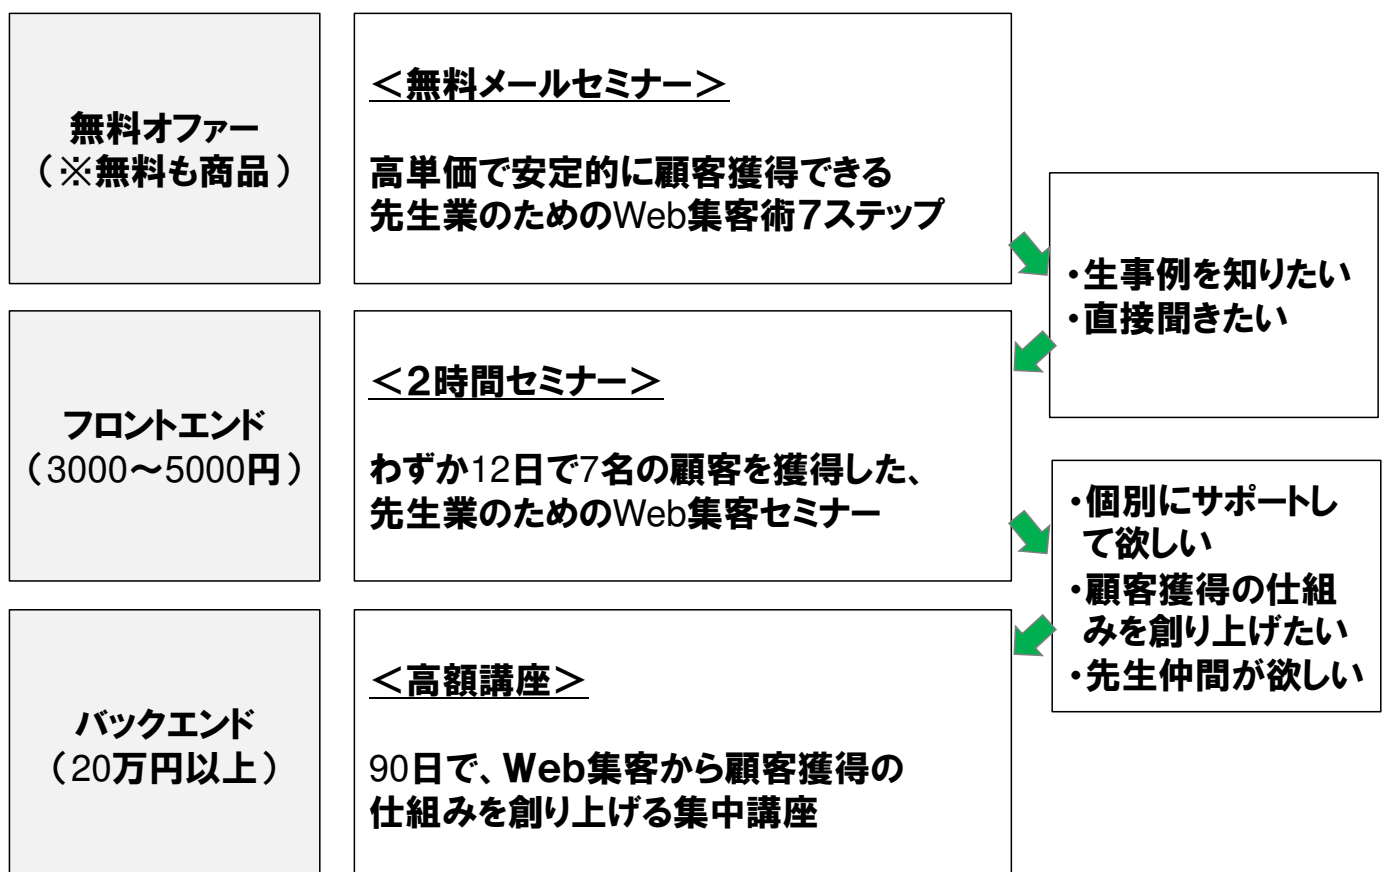 無料オファー
（※無料も商品）
＜無料メールセミナー＞
高単価で安定的に顧客獲得できる
先生業のためのWeb集客術７ステップ
・生事例を知りたい
・直接聞きたい
フロントエンド
（3000～5000円）
＜２時間セミナー＞
わずか12日で7名の顧客を獲得した、
先生業のためのWeb集客セミナー
・個別にサポートし
て欲しい
・顧客獲得の仕組
みを創り上げたい
・先生仲間が欲しい
バックエンド
（20万円以上）
＜高額講座＞
90日で、Ｗｅｂ集客から顧客獲得の
仕組みを創り上げる集中講座